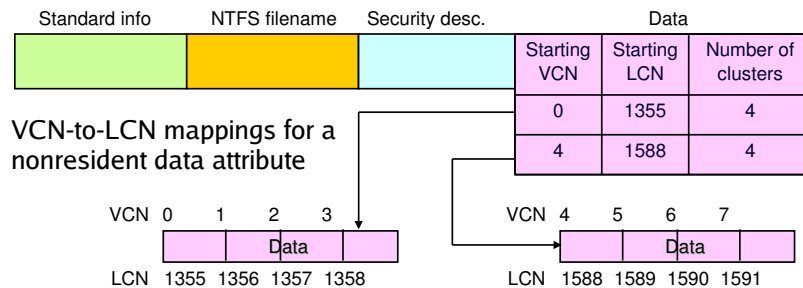 Standard info NTFS filename Security desc. Data
Starting VCN Starting LCN Number of clusters
0 1355 4
4 1588 4
VCN-to-LCN mappings for a
nonresident data attribute
VCN 0 1 2 3
Data
LCN 1355 1356 1357 1358
VCN 4 5 6 7
Data
LCN 1588 1589 1590 1591